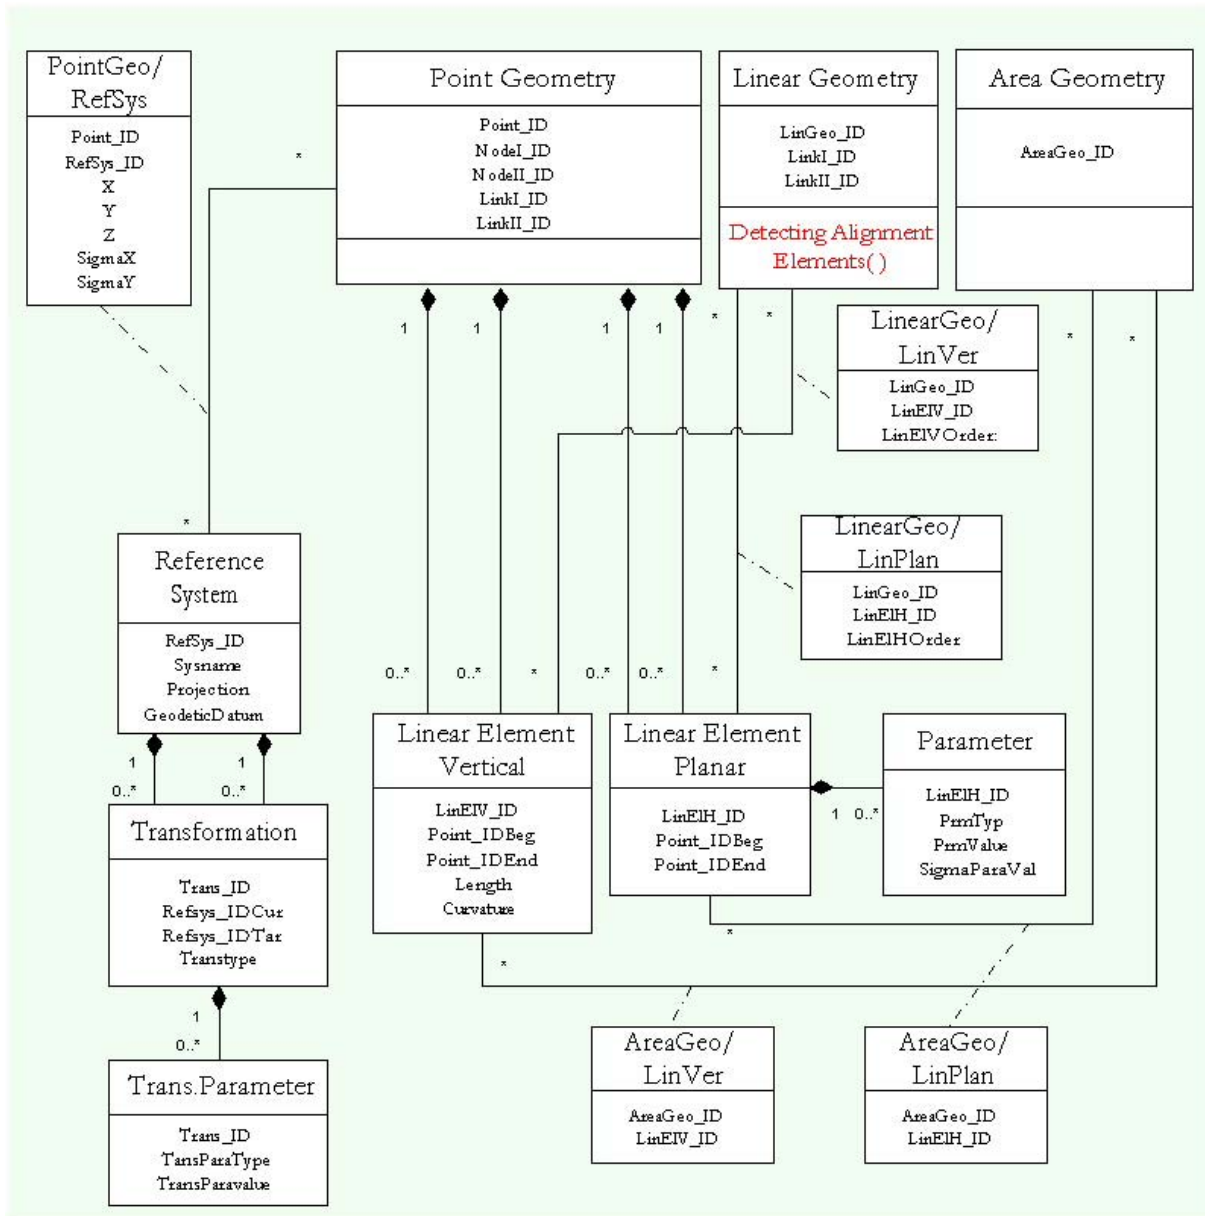 PointGeo/
RefSys
Point_ID
RefSys_ID
X
Y
Z
SigmaX
SigmaY
Point Geometry
Point_ID
NodeI_ID
NodeII_ID
LinkI_ID
LinkII_ID
Linear Geometry
LinGeo_ID
LinkI_ID
LinkII_ID
Detecting Alignment
Elements( )
Area Geometry
AreaGeo_ID
*
1
1
1
1
*
*
*
*
LinearGeo/
LinVer
LinGeo_ID
LinElV_ID
LinElVOrder:
LinearGeo/
LinPlan
LinGeo_ID
LinElH_ID
LinElHOrder
*
Reference
System
RefSys_ID
Sysname
Projection
GeodeticDatum
1
1
0..*
0..*
0..*
0..*
*
0..*
0..*
*
Linear Element
Vertical
LinElV_ID
Point_IDBeg
Point_IDEnd
Length
Curvature
Linear Element
Planar
LinElH_ID
Point_IDBeg
Point_IDEnd
1
0..*
Parameter
LinElH_ID
PrmTyp
PrmValue
SigmaParaVal
Transformation
Trans_ID
Refsys_IDCur
Refsys_IDTar
Transtype
*
*
1
0..*
Trans.Parameter
Trans_ID
TansParaType
TransParavalue
AreaGeo/
LinVer
AreaGeo_ID
LinElV_ID
AreaGeo/
LinPlan
AreaGeo_ID
LinElH_ID